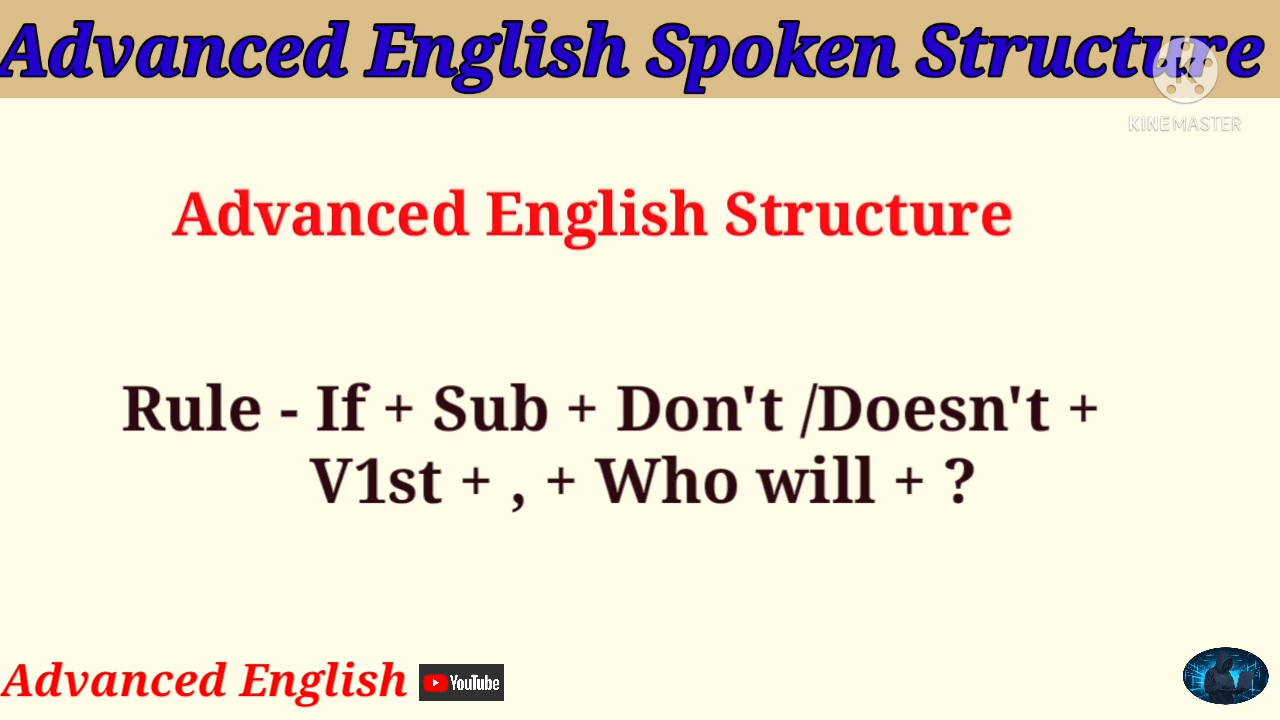 Advanced English Spoken Structure
KINEMASTER
Advanced English Structure
Rule - If + Sub + Don't /Doesn't +
V1st + , + Who will + ?
Advanced English YouTube